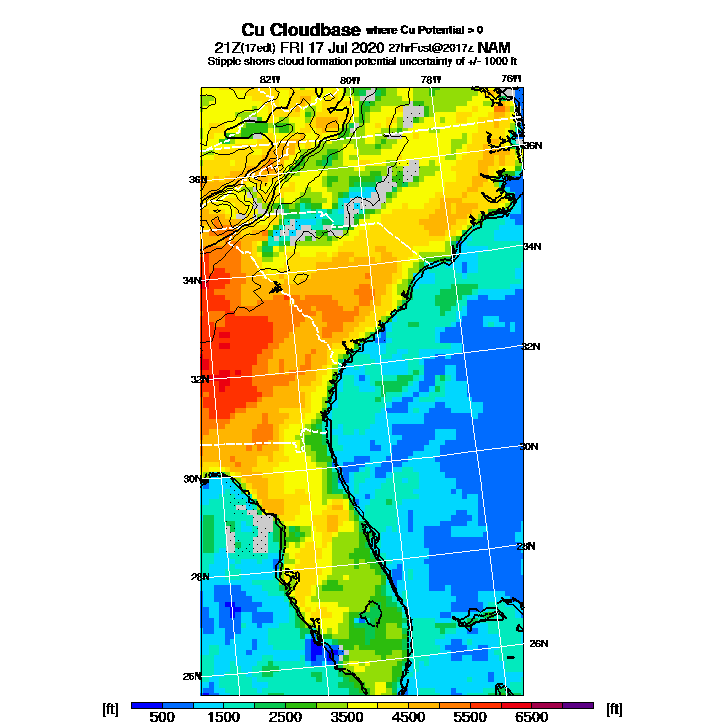 Cu Cloudbase where Cu Potential > 0
21Z(17edt) FRI 17 Jul 2020 27hrFcst@2017z NAM
Stipple shows cloud formation potential uncertainty of +/- 1000 ft
82W 80W 78W 76W
36N
36N
34N
34N
32N
32N
30N
30N
28N
28N
26N
26N
[ft] 500 1500 2500 3500 4500 5500 6500 [ft]